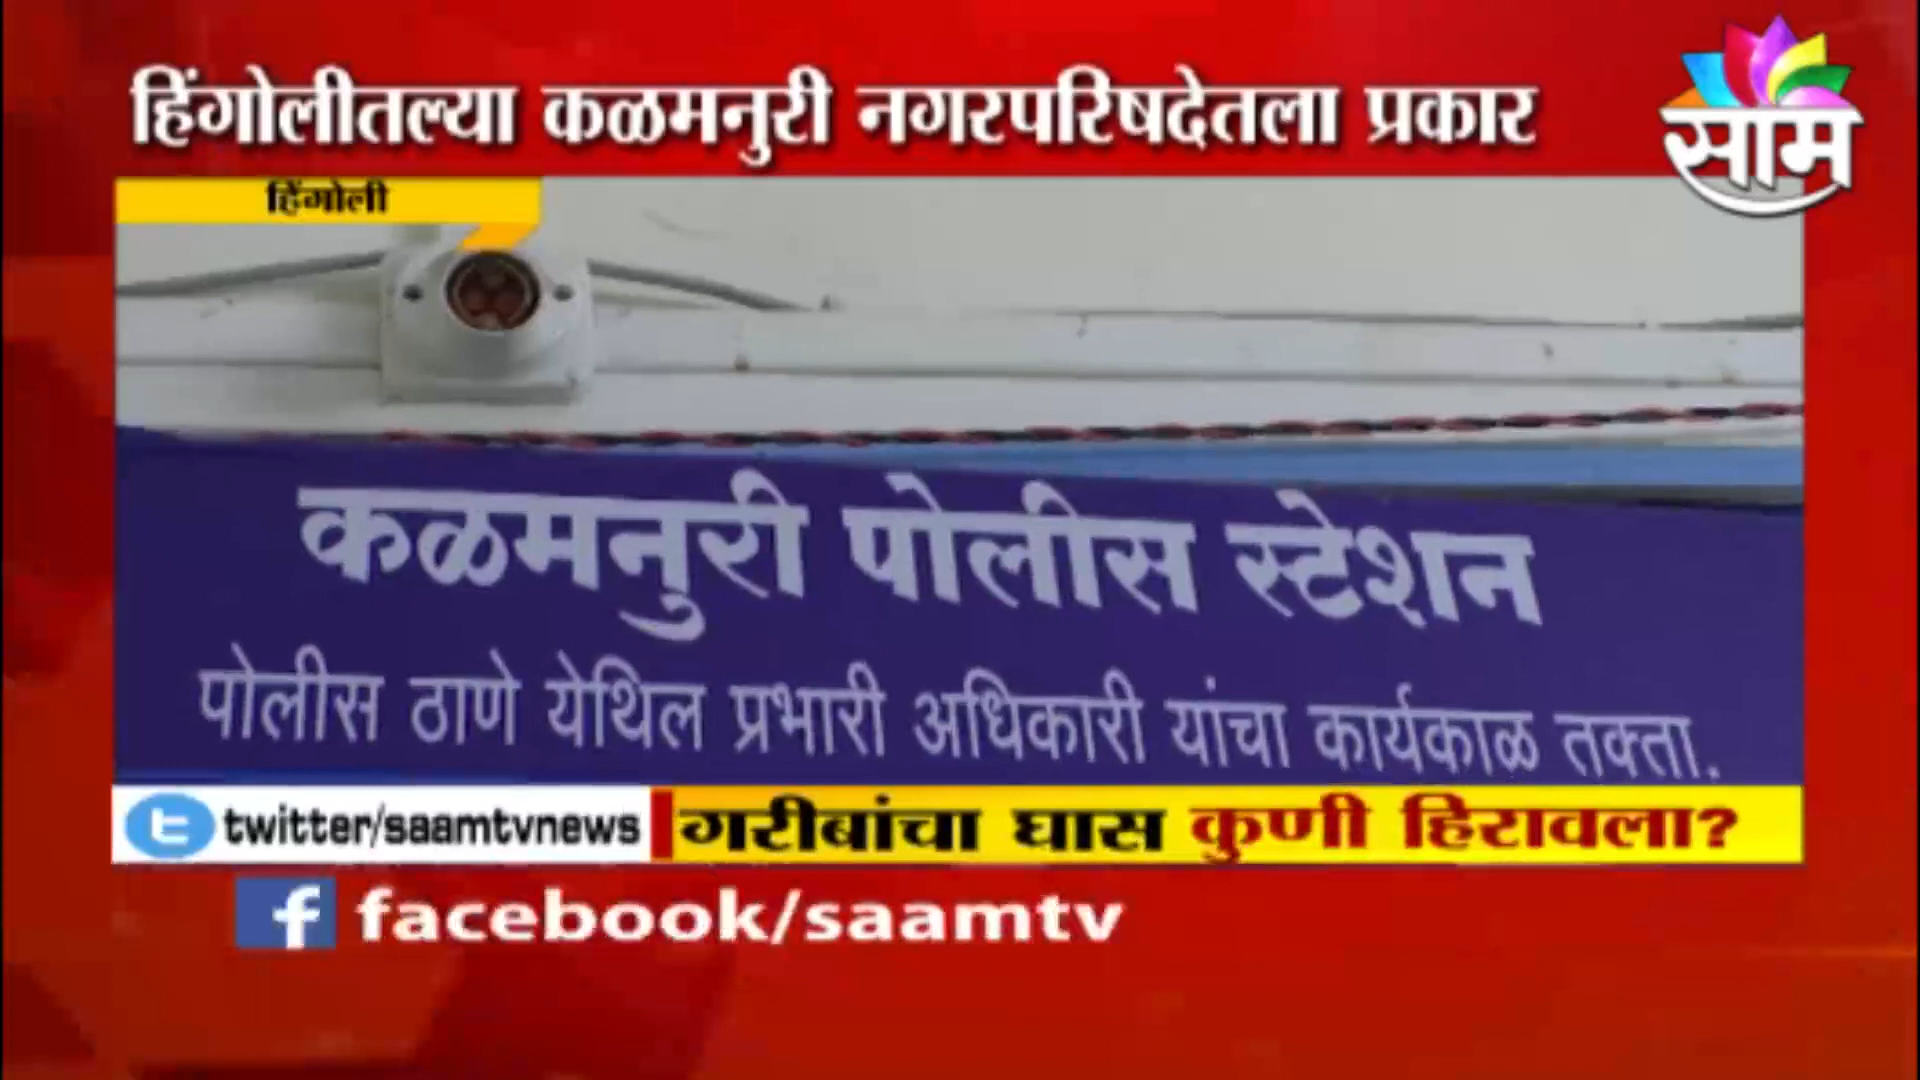 हिंगोलीतल्या कळमनुरी नगरपरिषदेतला प्रकार
साम
हिंगोली
कळमनुरी पोलीस स्टेशन
पोलीस ठाणे येथिल प्रभारी अधिकारी यांचा कार्यकाळ तक्ता.
twitter/saamtvnews
गरीबांचा घास कुणी हिरावला?
facebook/saamtv